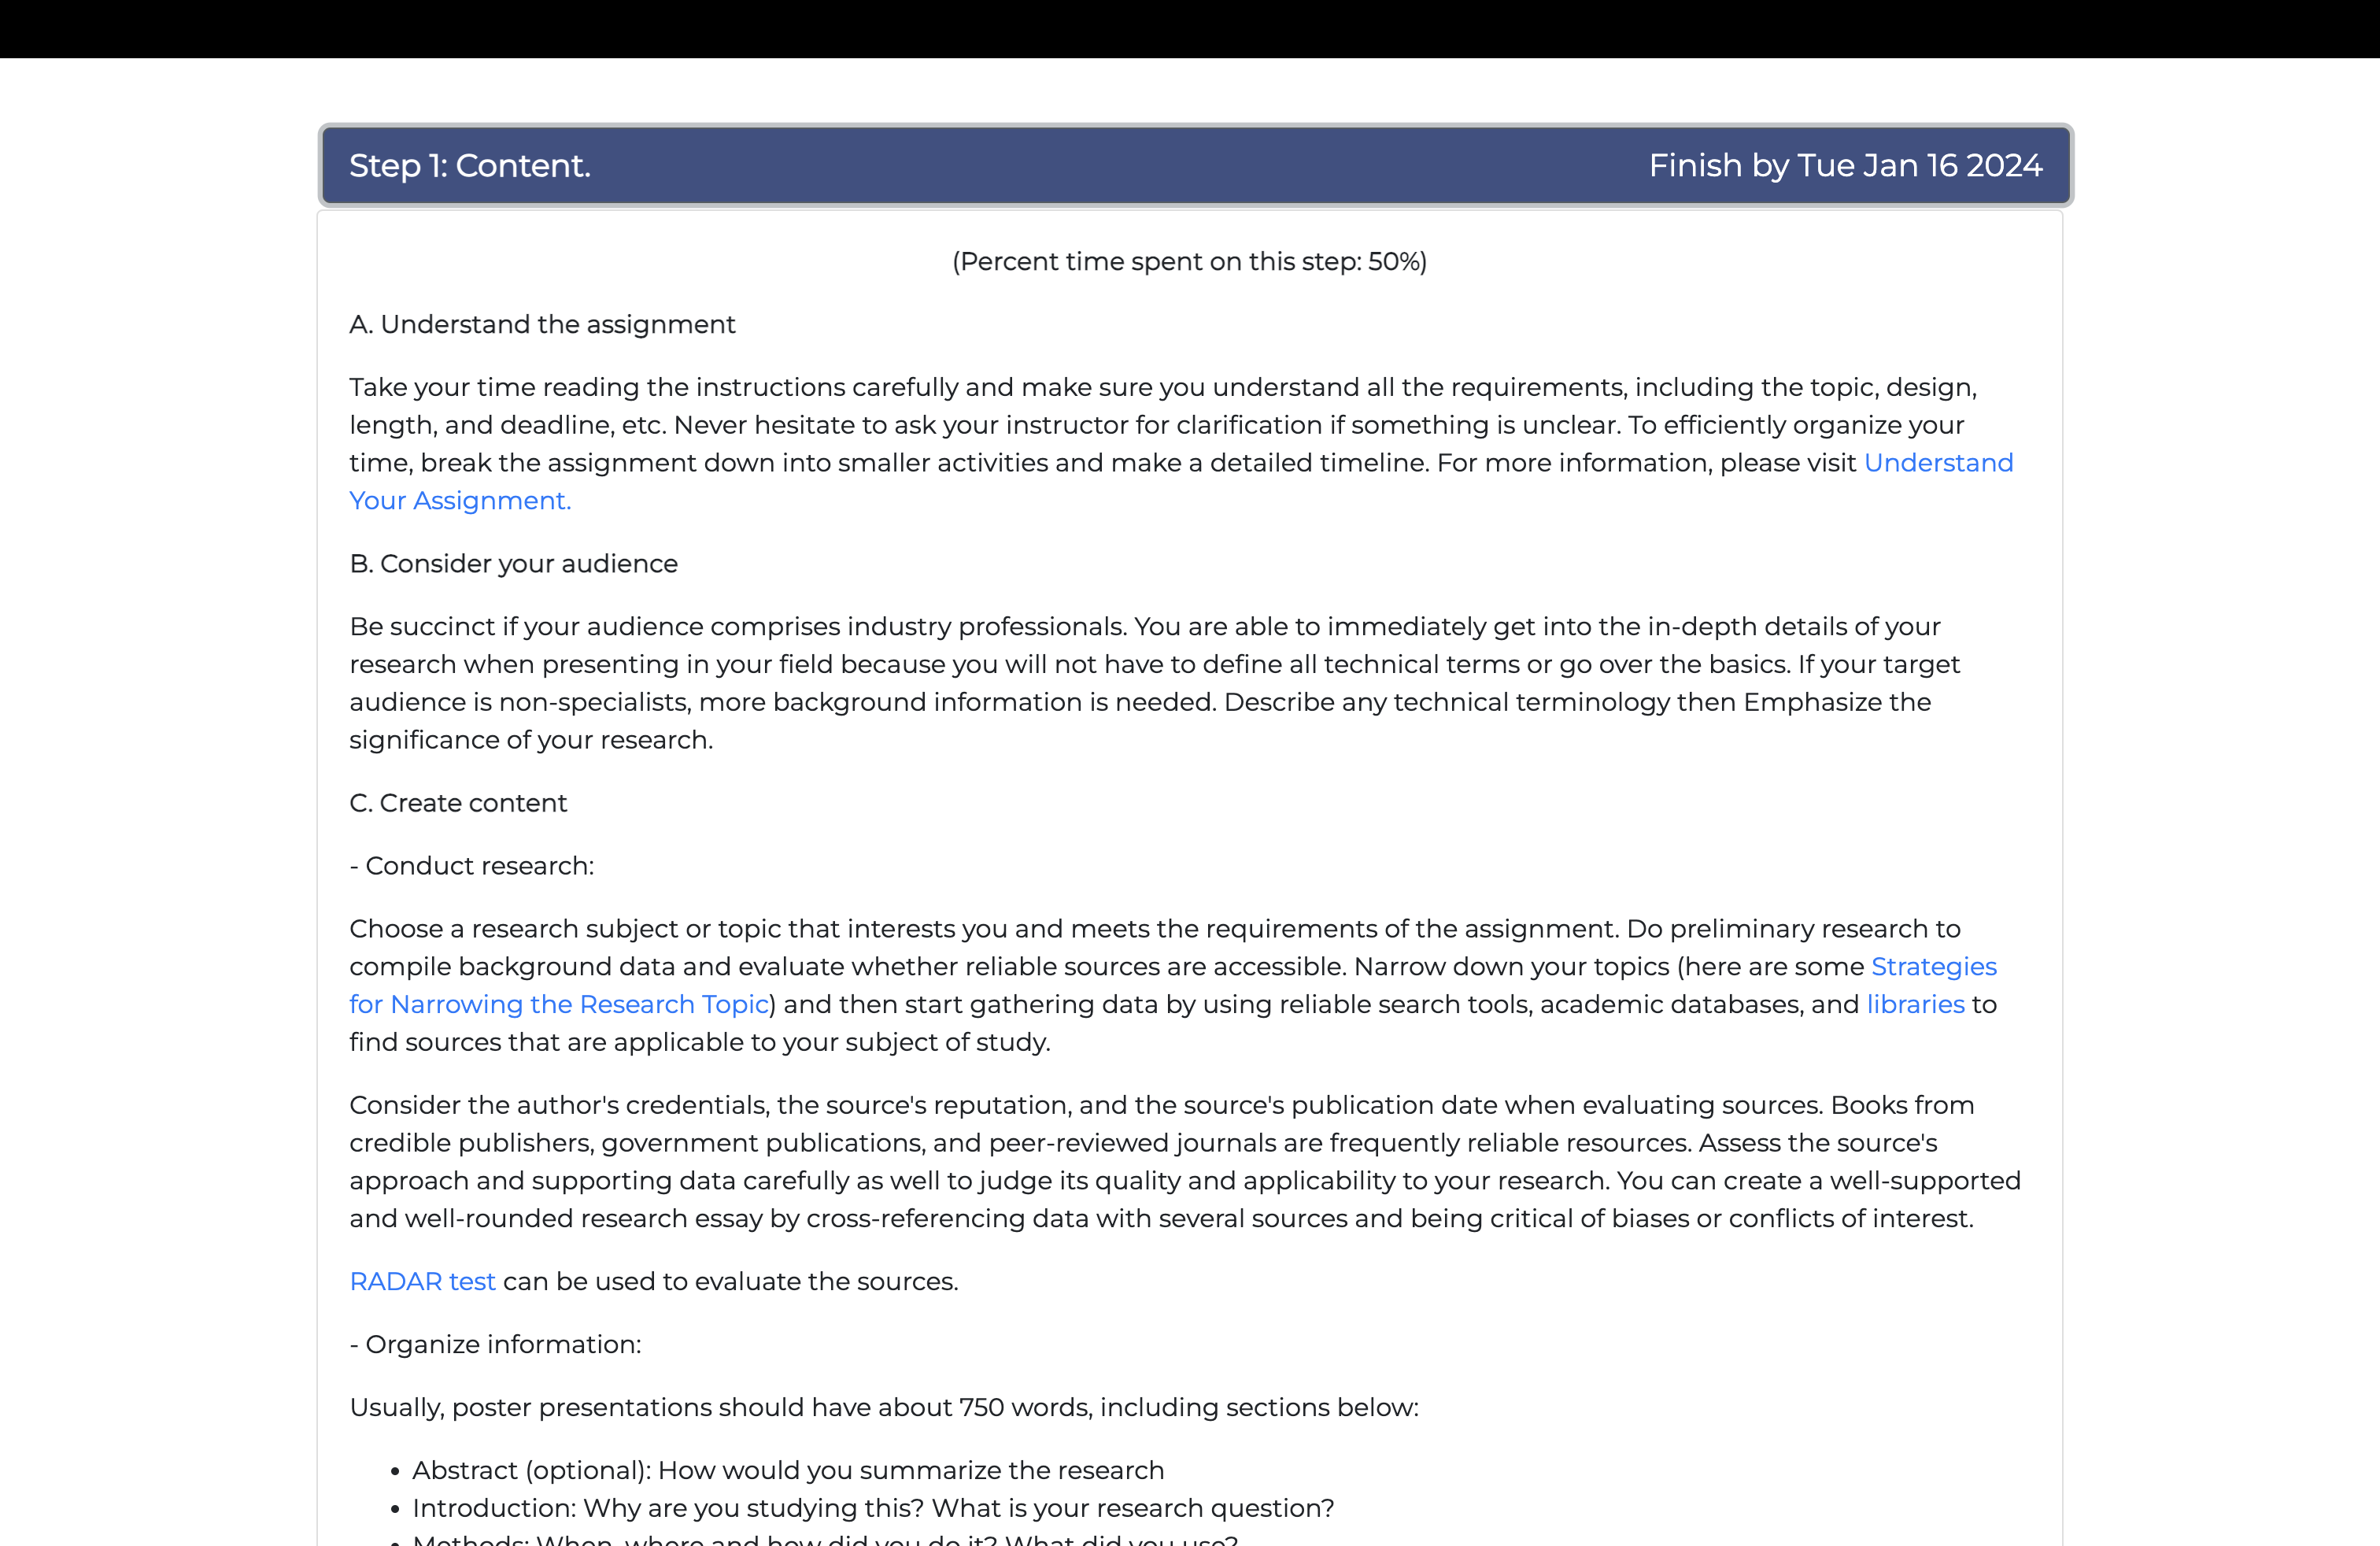 Step 1: Content.
Finish by Tue Jan 16 2024
(Percent time spent on this step: 50%)
A. Understand the assignment
Take your time reading the instructions carefully and make sure you understand all the requirements, including the topic, design,
length, and deadline, etc. Never hesitate to ask your instructor for clarification if something is unclear. To efficiently organize your
time, break the assignment down into smaller activities and make a detailed timeline. For more information, please visit Understand
Your Assignment.
B. Consider your audience
Be succinct if your audience comprises industry professionals. You are able to immediately get into the in-depth details of your
research when presenting in your field because you will not have to define all technical terms or go over the basics. If your target
audience is non-specialists, more background information is needed. Describe any technical terminology then Emphasize the
significance of your research.
C. Create content
- Conduct research:
Choose a research subject or topic that interests you and meets the requirements of the assignment. Do preliminary research to
compile background data and evaluate whether reliable sources are accessible. Narrow down your topics (here are some Strategies
for Narrowing the Research Topic) and then start gathering data by using reliable search tools, academic databases, and libraries to
find sources that are applicable to your subject of study.
Consider the author's credentials, the source's reputation, and the source's publication date when evaluating sources. Books from
credible publishers, government publications, and peer-reviewed journals are frequently reliable resources. Assess the source's
approach and supporting data carefully as well to judge its quality and applicability to your research. You can create a well-supported
and well-rounded research essay by cross-referencing data with several sources and being critical of biases or conflicts of interest.
RADAR test can be used to evaluate the sources.
- Organize information:
Usually, poster presentations should have about 750 words, including sections below:
• Abstract (optional): How would you summarize the research
• Introduction: Why are you studying this? What is your research question?
• Methods: When, where and how did you do it? What did you use?